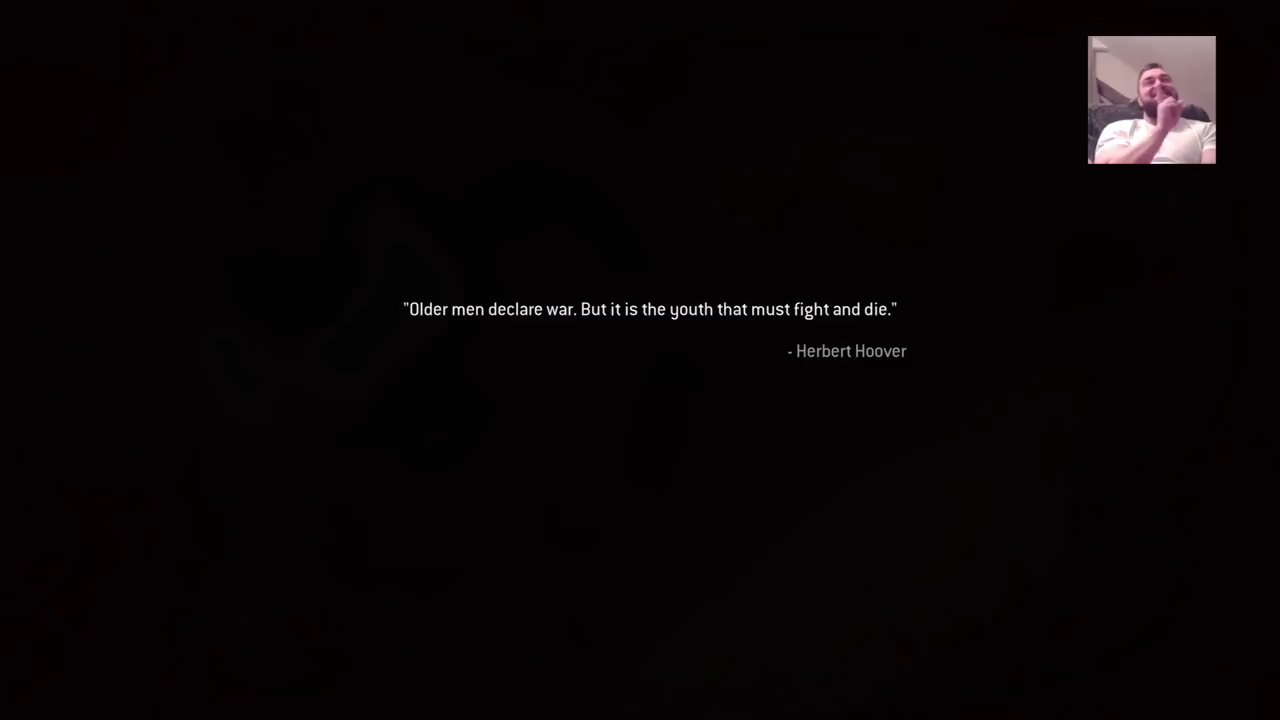 "Older men declare war. But it is the youth that must fight and die."
- Herbert Hoover